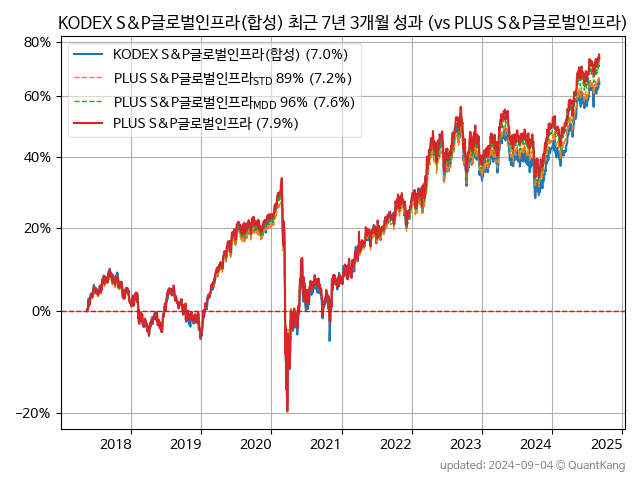 KODEX S&P글로벌인프라(합성) 최근 7년 3개월 성과 (vs PLUS S&P글로벌인프라)
80%
60%
40%
20%
0%
−20%
KODEX S&P글로벌인프라(합성) (7.0%)
PLUS S&P글로벌인프라STD 89% (7.2%)
PLUS S&P글로벌인프라MDD 96% (7.6%)
PLUS S&P글로벌인프라 (7.9%)
2018 2019 2020 2021 2022 2023 2024 2025
updated: 2024-09-04 © QuantKang